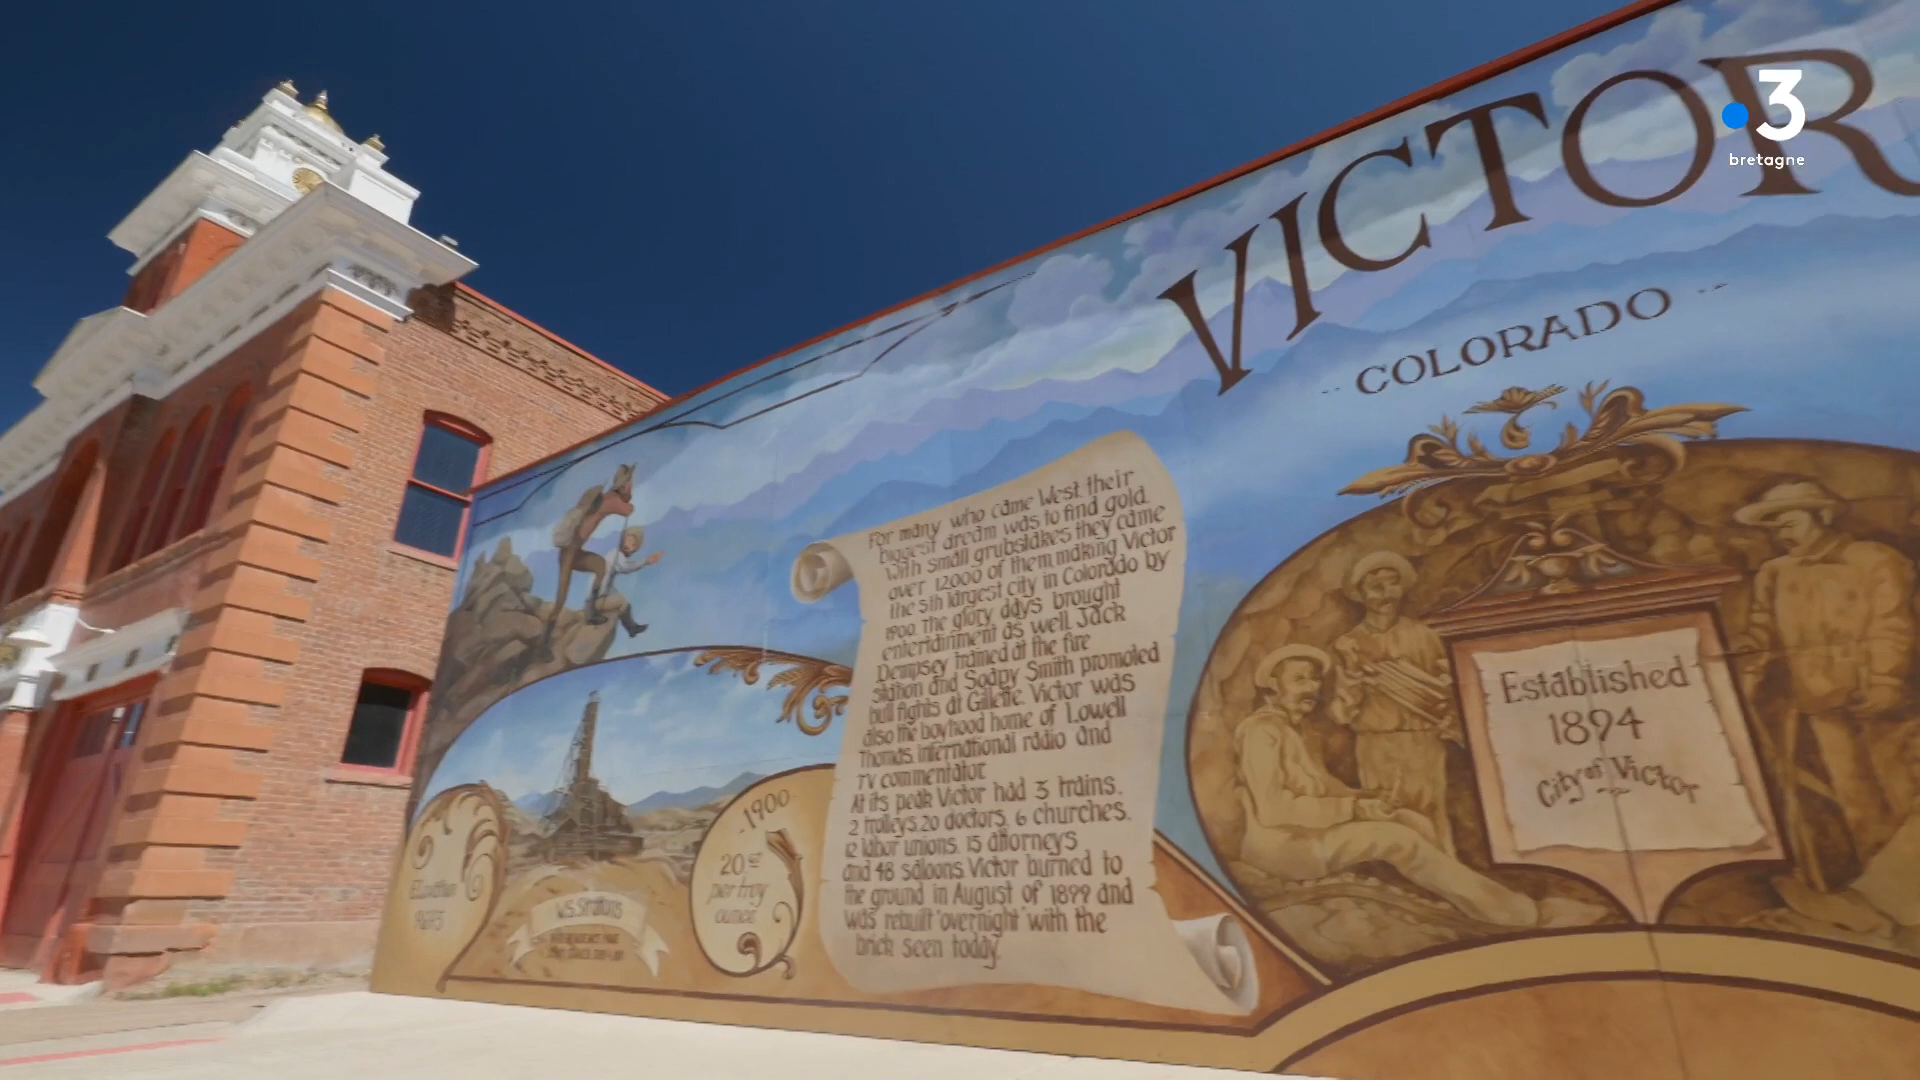 3
bretagne
VICTOR
COLORADO
For many who came West, their
biggest dream was to find gold.
With small grubstakes they came
over 12,000 of them, making Victor
the 5th largest city in Colorado by
1900. The glory days brought
entertainment as well. Jack
Dempsey trained at the fire
station and Soapy Smith promoted
bull fights at Gillette. Victor was
also the boyhood home of Lowell
Thomas, international radio and
TV commentator
At its peak Victor had 3 trains,
2 trolleys, 20 doctors, 6 churches,
12 labor unions, 15 attorneys
and 48 saloons. Victor burned to
the ground in August of 1899 and
was rebuilt "overnight" with the
brick seen today.
Established
1894
City of Victor
1900
per troy
ounce
W.S. Stratton's